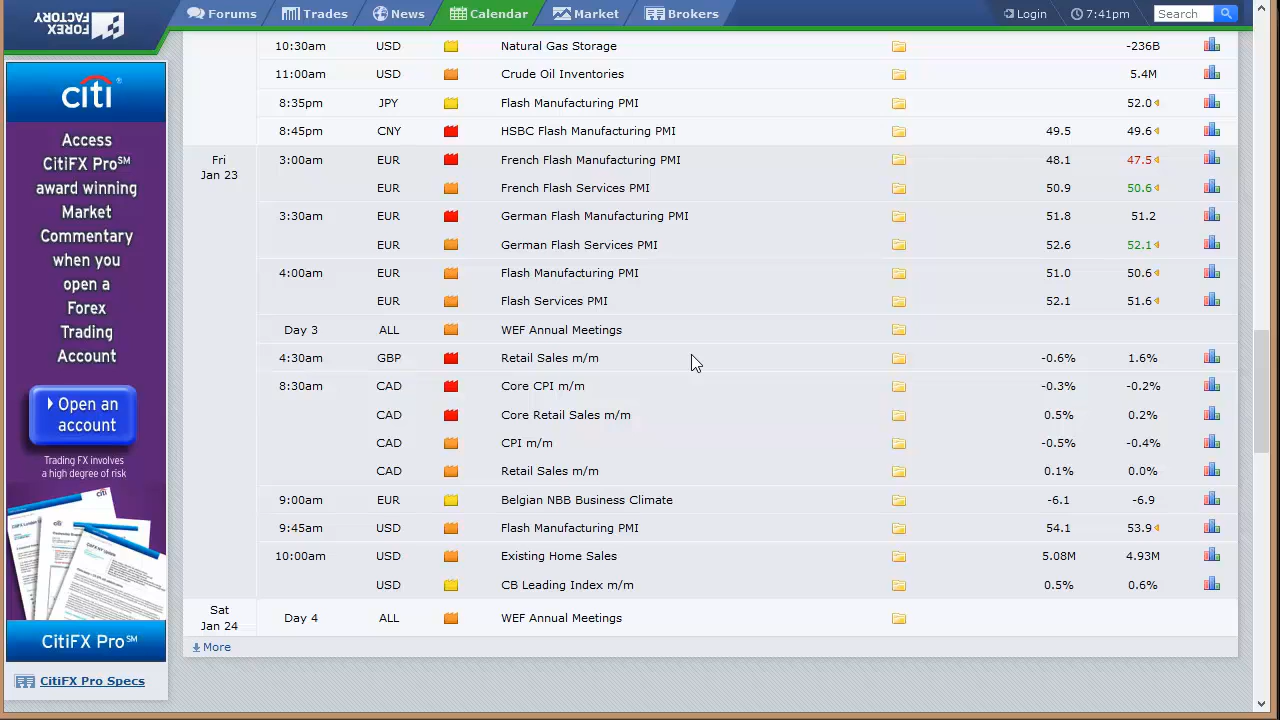 FOREX
FACTORY
Forums Trades News Calendar Market Brokers Login 7:41pm Search
citi
Access
CitiFX Pro℠
award winning
Market
Commentary
when you
open a
Forex
Trading
Account
Open an
account
Trading FX involves
a high degree of risk
CitiFX Pro℠
CitiFX Pro Specs
10:30am USD Natural Gas Storage -236B
11:00am USD Crude Oil Inventories 5.4M
8:35pm JPY Flash Manufacturing PMI 52.0
8:45pm CNY HSBC Flash Manufacturing PMI 49.5 49.6
Fri
Jan 23
3:00am EUR French Flash Manufacturing PMI 48.1 47.5
EUR French Flash Services PMI 50.9 50.6
3:30am EUR German Flash Manufacturing PMI 51.8 51.2
EUR German Flash Services PMI 52.6 52.1
4:00am EUR Flash Manufacturing PMI 51.0 50.6
EUR Flash Services PMI 52.1 51.6
Day 3 ALL WEF Annual Meetings
4:30am GBP Retail Sales m/m -0.6% 1.6%
8:30am CAD Core CPI m/m -0.3% -0.2%
CAD Core Retail Sales m/m 0.5% 0.2%
CAD CPI m/m -0.5% -0.4%
CAD Retail Sales m/m 0.1% 0.0%
9:00am EUR Belgian NBB Business Climate -6.1 -6.9
9:45am USD Flash Manufacturing PMI 54.1 53.9
10:00am USD Existing Home Sales 5.08M 4.93M
USD CB Leading Index m/m 0.5% 0.6%
Sat
Jan 24
Day 4 ALL WEF Annual Meetings
More